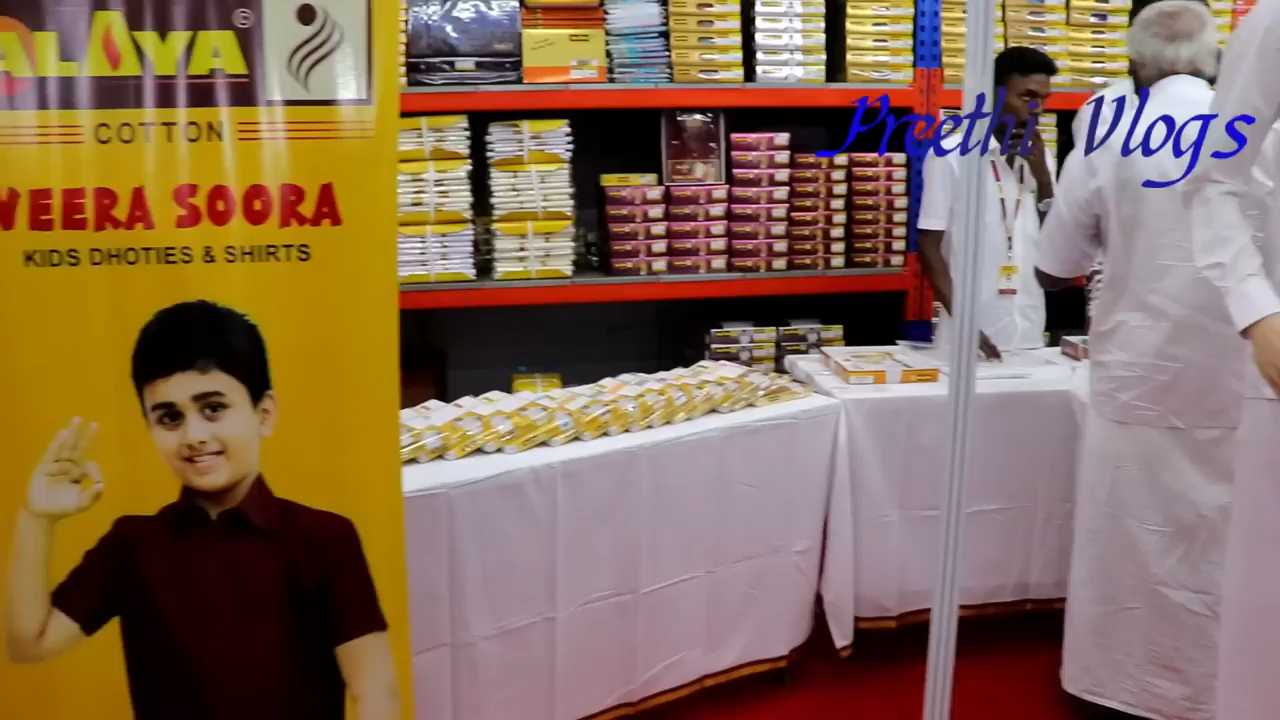 ALAYA®
COTTON
VEERA SOORA
KIDS DHOTIES & SHIRTS
Preethi Vlogs